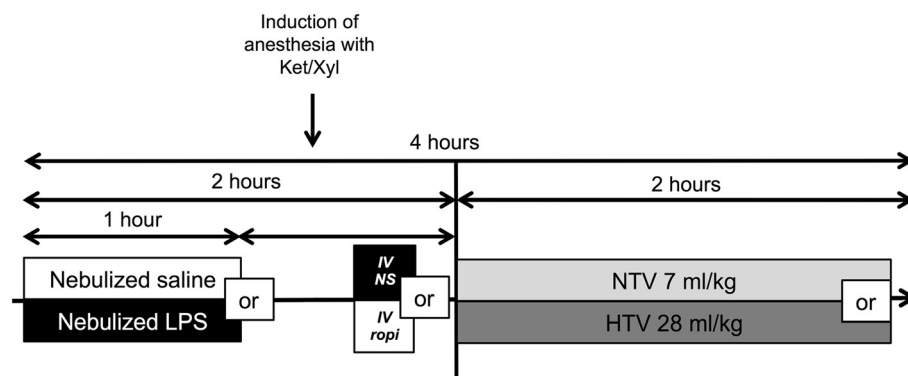 Induction of
anesthesia with
Ket/Xyl
4 hours
2 hours
2 hours
1 hour
Nebulized saline
or
Nebulized LPS
IV
NS
or
IV
ropi
NTV 7 ml/kg
or
HTV 28 ml/kg